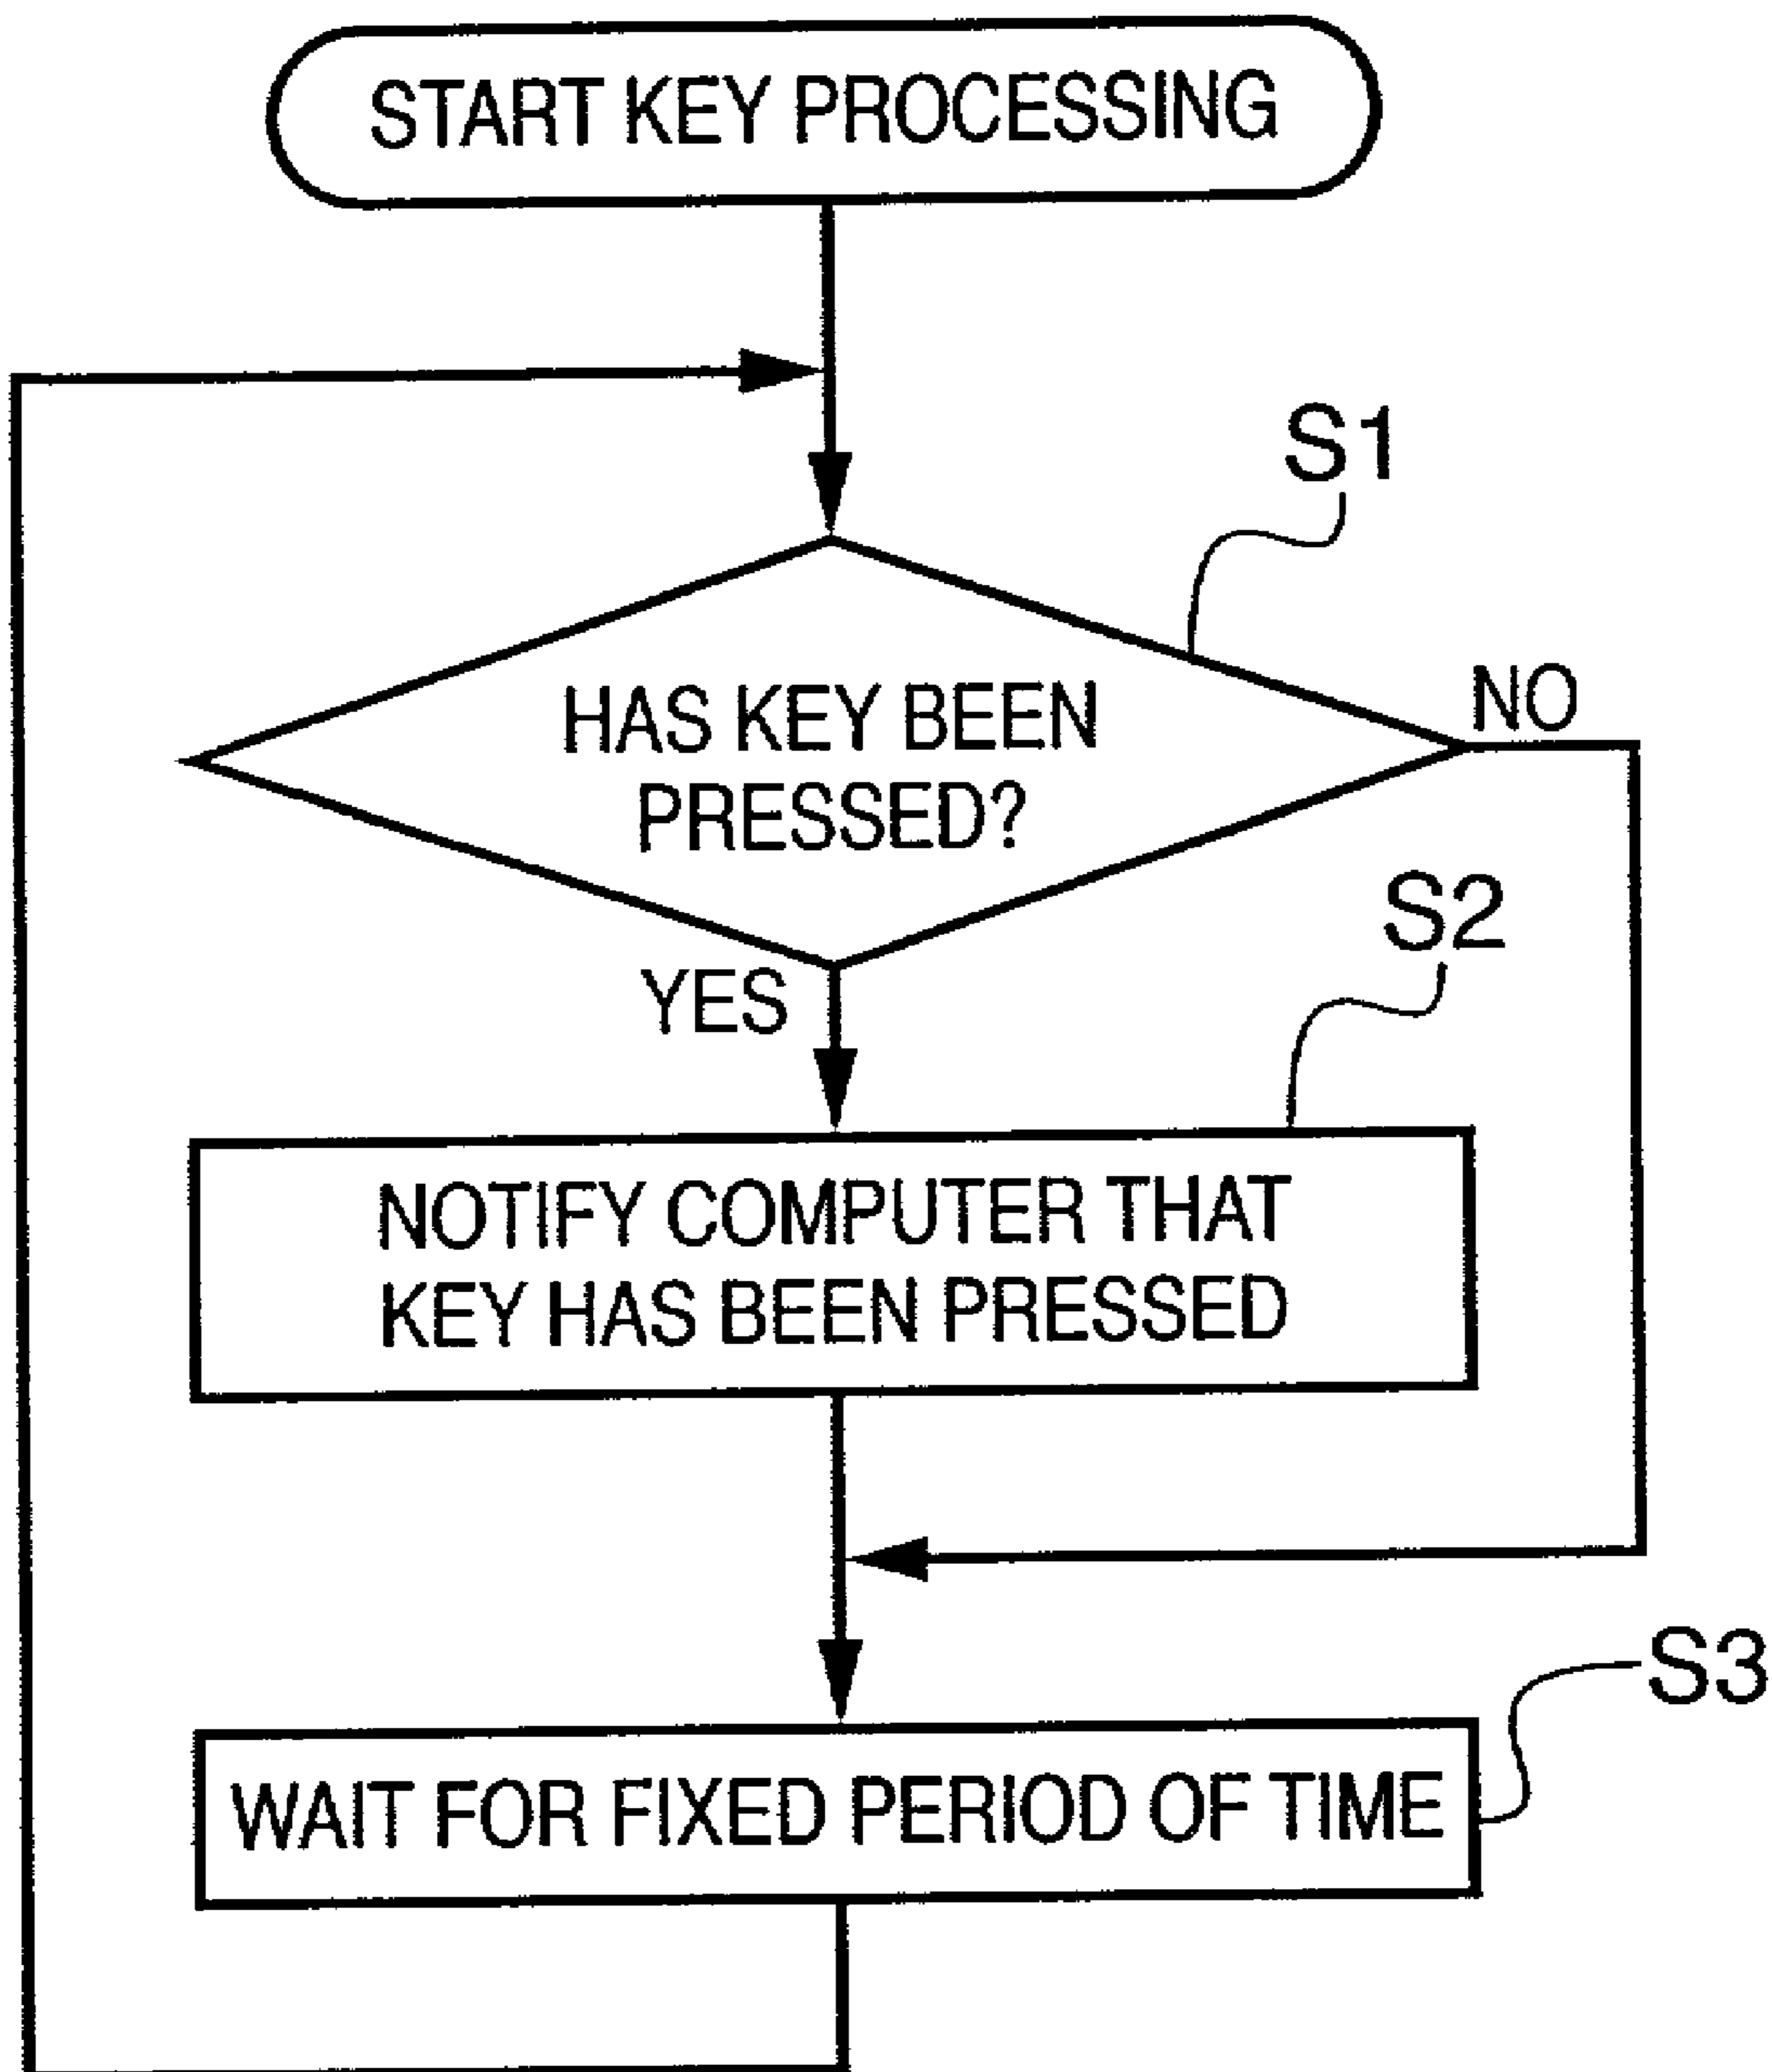 START KEY PROCESSING
S1
HAS KEY BEEN
PRESSED?
NO
YES
S2
NOTIFY COMPUTER THAT
KEY HAS BEEN PRESSED
S3
WAIT FOR FIXED PERIOD OF TIME